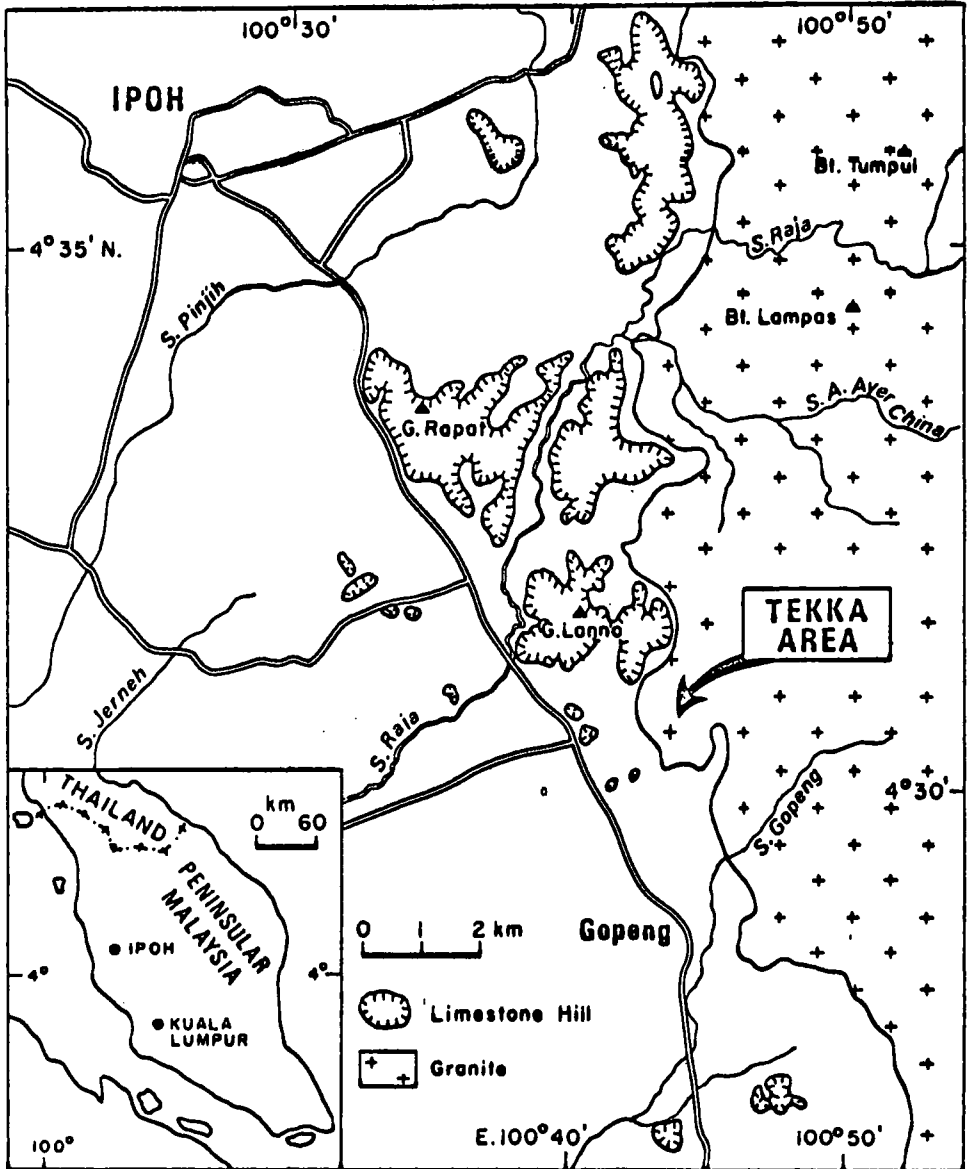 100° 30'
100° 50'
IPOH
Bt. Tumpul
4° 35' N.
S. Raja
S. Pinjih
Bt. Lampas
S. A. Ayer China
G. Rapat
TEKKA
AREA
G. Lanno
S. Jerneh
S. Raia
4° 30'
S. Gopeng
THAILAND
km
0 60
PENINSULAR
MALAYSIA
IPOH
4°
4°
KUALA
LUMPUR
100°
0 1 2 km
Gopeng
Limestone Hill
Granite
E. 100° 40'
100° 50'